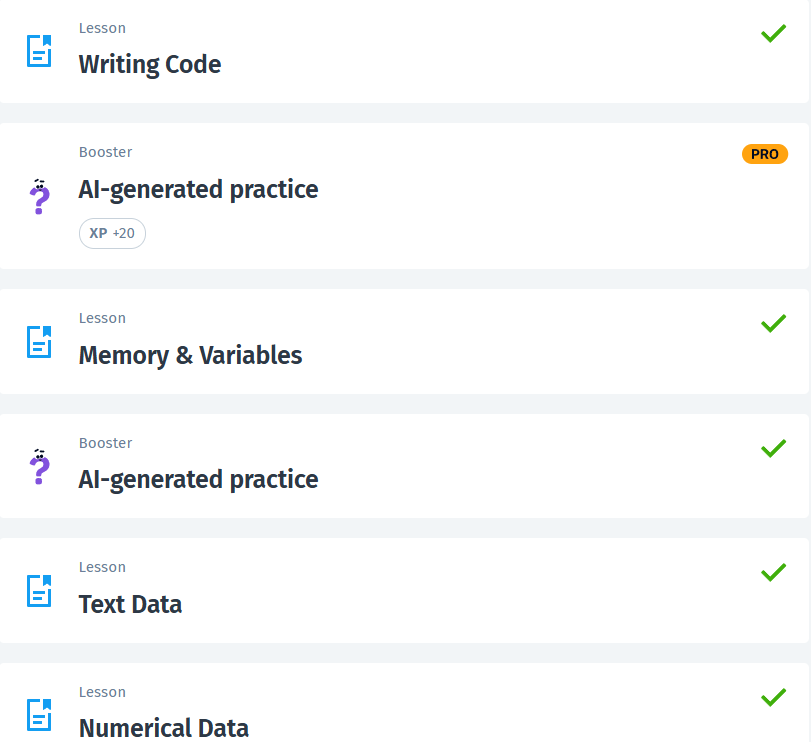 Lesson
Writing Code
Booster
PRO
AI-generated practice
XP +20
Lesson
Memory & Variables
Booster
AI-generated practice
Lesson
Text Data
Lesson
Numerical Data